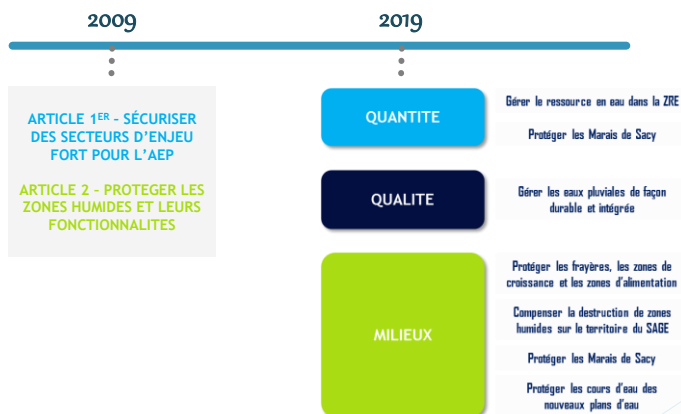 2009
2019
ARTICLE 1ER - SÉCURISER
DES SECTEURS D'ENJEU
FORT POUR L'AEP
ARTICLE 2 – PROTEGER LES
ZONES HUMIDES ET LEURS
FONCTIONNALITES
QUANTITE
Gérer le ressource en eau dans la ZRE
Protéger les Marais de Sacy
QUALITE
Gérer les eaux pluviales de façon
durable et intégrée
MILIEUX
Protéger les frayères, les zones de
croissance et les zones d'alimentation
Compenser la destruction de zones
humides sur le territoire du SAGE
Protéger les Marais de Sacy
Protéger les cours d'eau des
nouveaux plans d'eau